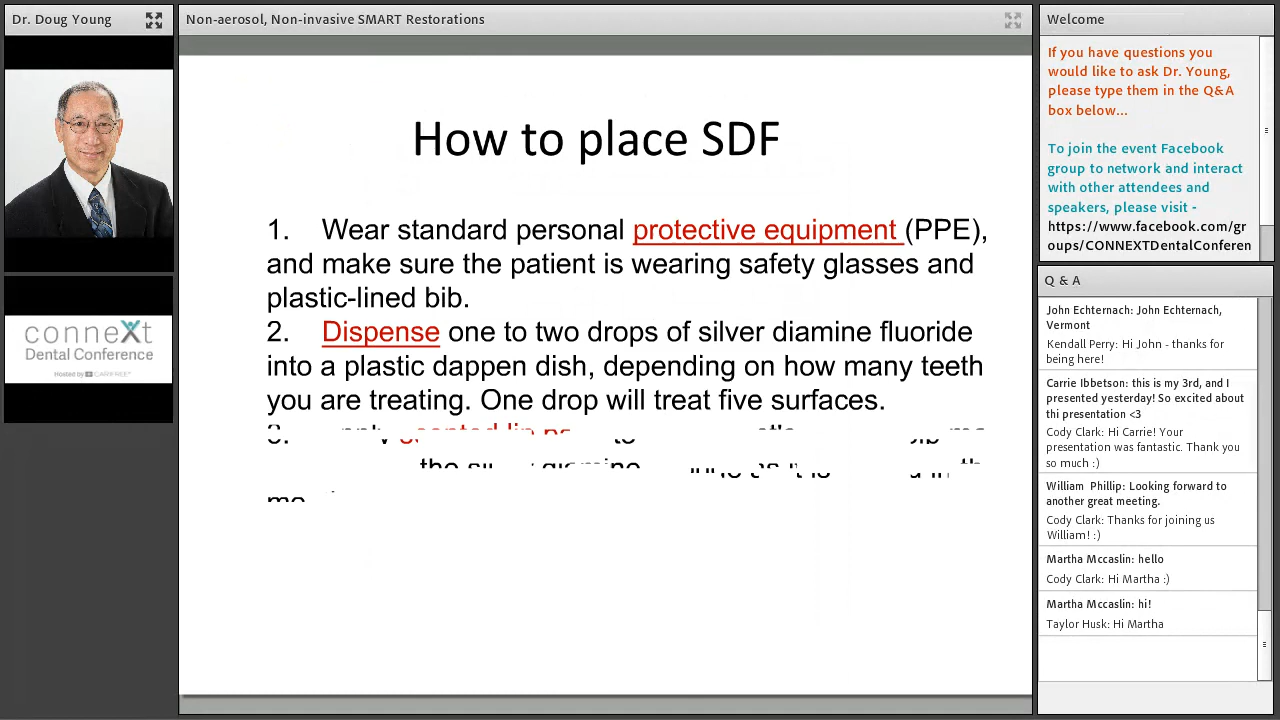 Dr. Doug Young
Non-aerosol, Non-invasive SMART Restorations
How to place SDF
1. Wear standard personal protective equipment (PPE),
and make sure the patient is wearing safety glasses and
plastic-lined bib.
2. Dispense one to two drops of silver diamine fluoride
into a plastic dappen dish, depending on how many teeth
you are treating. One drop will treat five surfaces.
conneXt
Dental Conference
Hosted by CARIFREE
Welcome
If you have questions you
would like to ask Dr. Young,
please type them in the Q&A
box below...
To join the event Facebook
group to network and interact
with other attendees and
speakers, please visit -
https://www.facebook.com/gr
oups/CONNEXTDentalConferen
Q & A
John Echternach: John Echternach,
Vermont
Kendall Perry: Hi John - thanks for
being here!
Carrie Ibbetson: this is my 3rd, and I
presented yesterday! So excited about
thi presentation <3
Cody Clark: Hi Carrie! Your
presentation was fantastic. Thank you
so much :)
William Phillip: Looking forward to
another great meeting.
Cody Clark: Thanks for joining us
William! :)
Martha Mccaslin: hello
Cody Clark: Hi Martha :)
Martha Mccaslin: hi!
Taylor Husk: Hi Martha